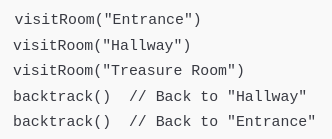 visitRoom("Entrance")
visitRoom("Hallway")
visitRoom("Treasure Room")
backtrack()  // Back to "Hallway"
backtrack()  // Back to "Entrance"